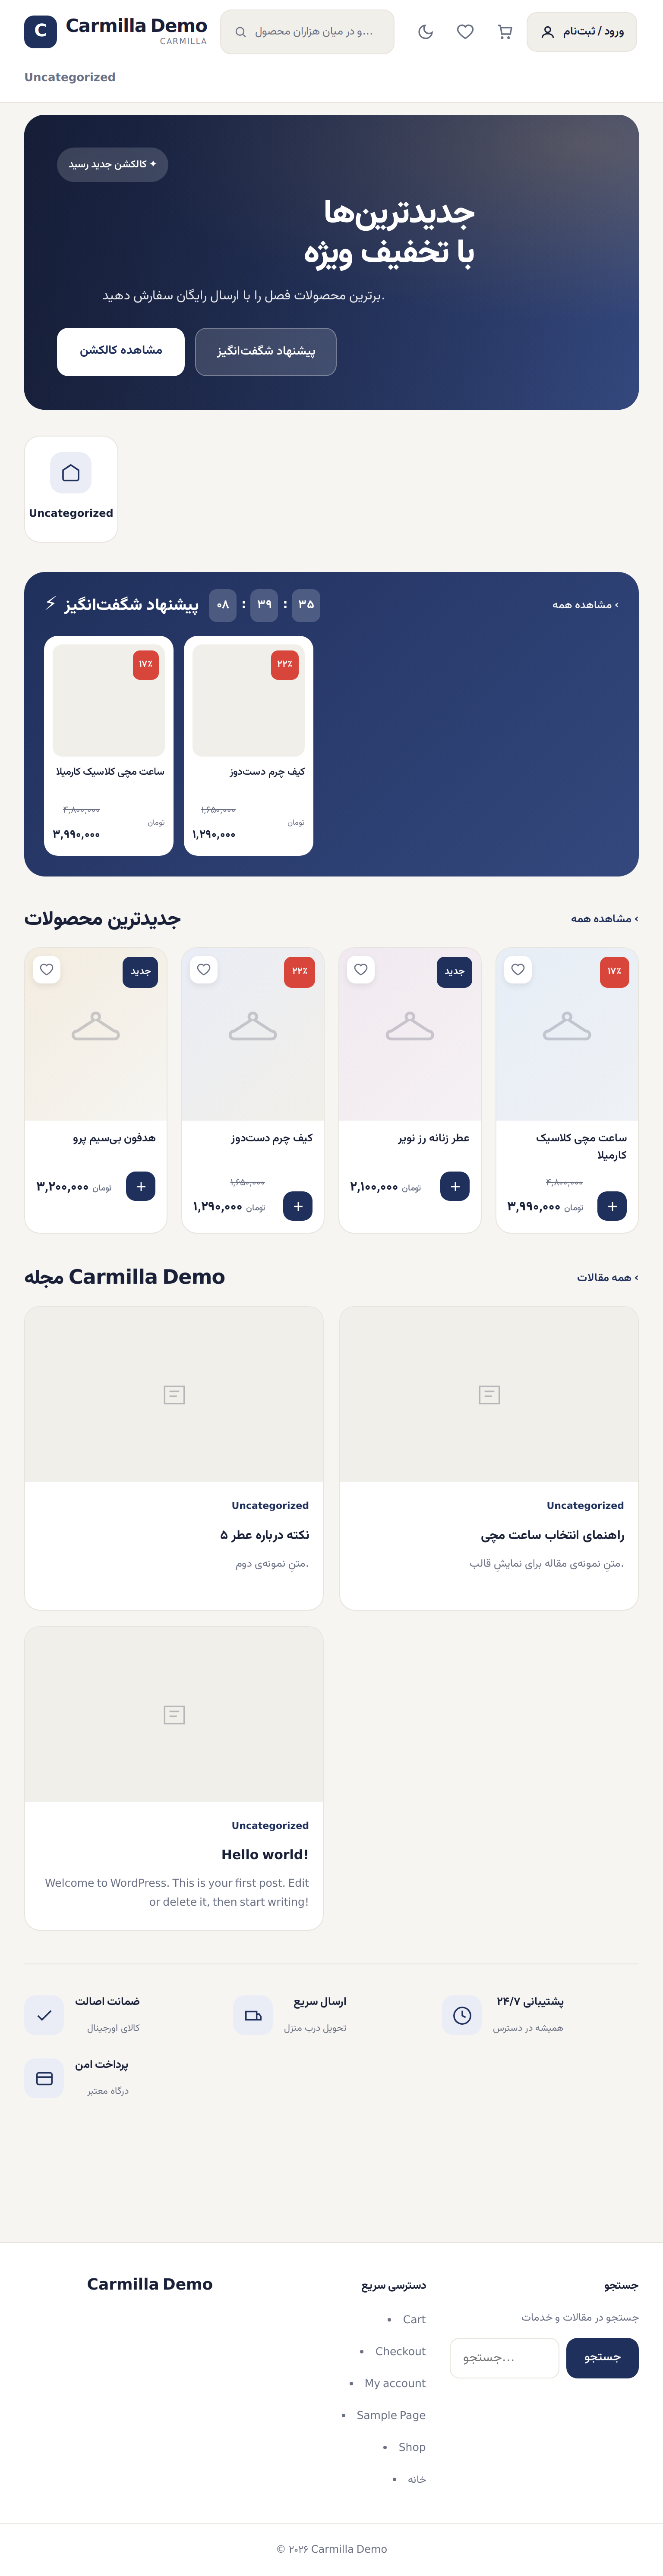 C
Carmilla Demo
CARMILLA
و در میان هزاران محصول...
ورود / ثبت‌نام
Uncategorized
✦ کالکشن جدید رسید
جدیدترین‌ها
با تخفیف ویژه
برترین محصولات فصل را با ارسال رایگان سفارش دهید.
مشاهده کالکشن
پیشنهاد شگفت‌انگیز
Uncategorized
⚡ پیشنهاد شگفت‌انگیز
۰۸ : ۳۹ : ۳۵
مشاهده همه ›
۱۷٪
ساعت مچی کلاسیک کارمیلا
۴,۸۰۰,۰۰۰
۳,۹۹۰,۰۰۰
تومان
۲۲٪
کیف چرم دست‌دوز
۱,۶۵۰,۰۰۰
۱,۲۹۰,۰۰۰
تومان
جدیدترین محصولات
مشاهده همه ›
جدید
هدفون بی‌سیم پرو
۳,۲۰۰,۰۰۰ تومان
+
۲۲٪
کیف چرم دست‌دوز
۱,۶۵۰,۰۰۰
۱,۲۹۰,۰۰۰ تومان
+
جدید
عطر زنانه رز نویر
۲,۱۰۰,۰۰۰ تومان
+
۱۷٪
ساعت مچی کلاسیک
کارمیلا
۴,۸۰۰,۰۰۰
۳,۹۹۰,۰۰۰ تومان
+
مجله Carmilla Demo
همه مقالات ›
Uncategorized
۵ نکته درباره عطر
متنِ نمونه‌ی دوم.
Uncategorized
راهنمای انتخاب ساعت مچی
متنِ نمونه‌ی مقاله برای نمایشِ قالب.
Uncategorized
Hello world!
Welcome to WordPress. This is your first post. Edit
or delete it, then start writing!
ضمانت اصالت
کالای اورجینال
ارسال سریع
تحویل درب منزل
پشتیبانی ۲۴/۷
همیشه در دسترس
پرداخت امن
درگاه معتبر
Carmilla Demo
دسترسی سریع
• Cart
• Checkout
• My account
• Sample Page
• Shop
• خانه
جستجو
جستجو در مقالات و خدمات
جستجو...
جستجو
© ۲۰۲۶ Carmilla Demo